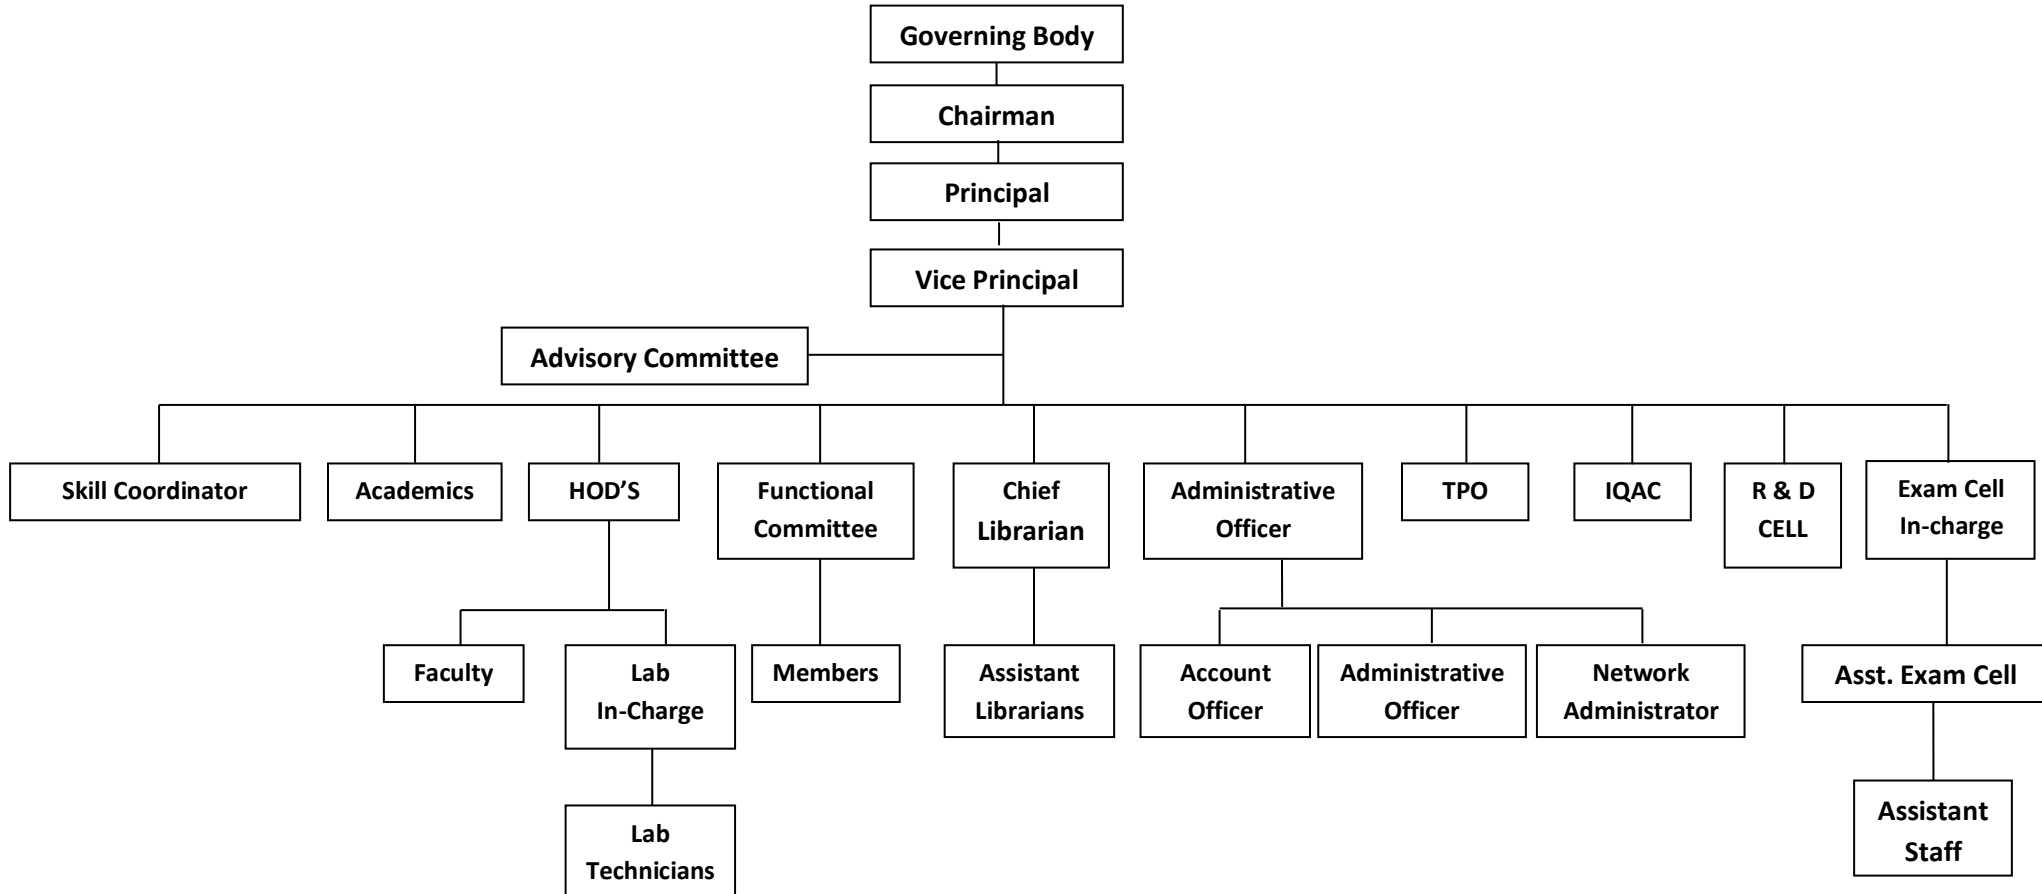 Governing Body
Chairman
Principal
Vice Principal
Advisory Committee
Skill Coordinator
Academics
HOD’S
Functional
Committee
Chief
Librarian
Administrative
Officer
TPO
IQAC
R & D
CELL
Exam Cell
In-charge
Faculty
Lab
In-Charge
Members
Assistant
Librarians
Account
Officer
Administrative
Officer
Network
Administrator
Asst. Exam Cell
Lab
Technicians
Assistant
Staff